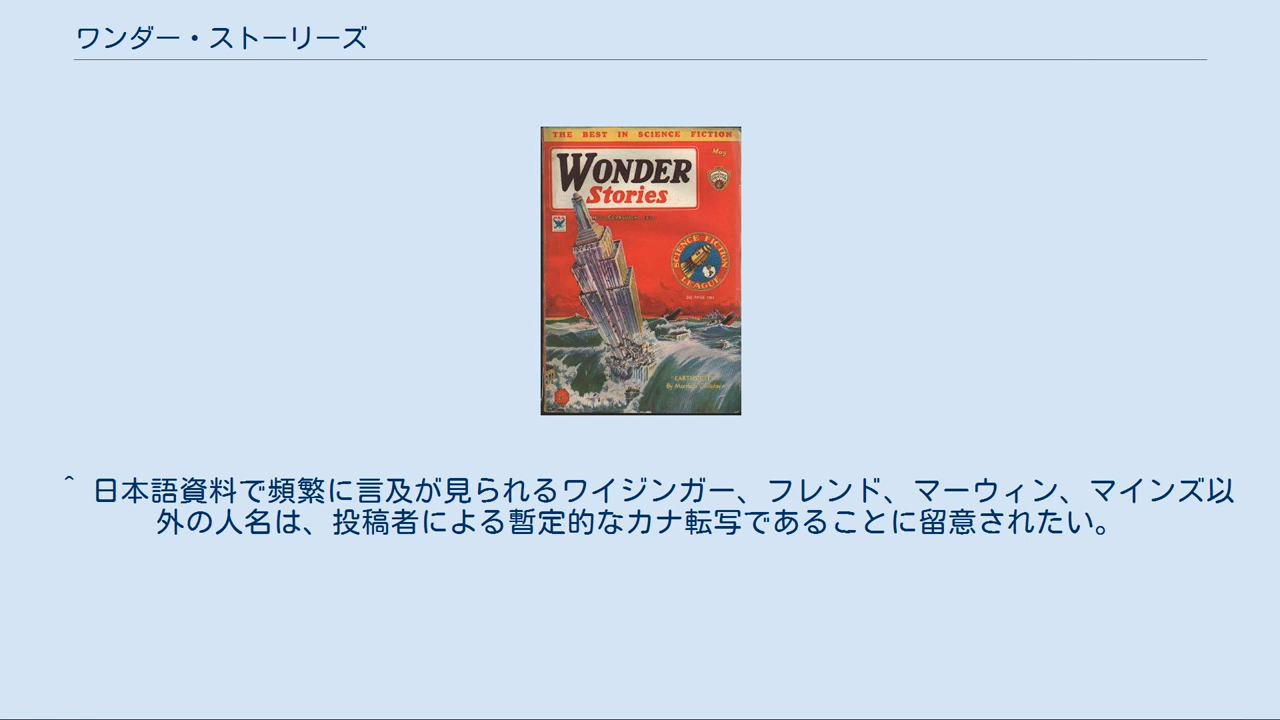 ワンダー・ストーリーズ
THE BEST IN SCIENCE FICTION
WONDER
May
Stories
SCIENCE FICTION
LEAGUE
By
^ 日本語資料で頻繁に言及が見られるワイジンガー、フレンド、マーウィン、マインズ以
外の人名は、投稿者による暫定的なカナ転写であることに留意されたい。